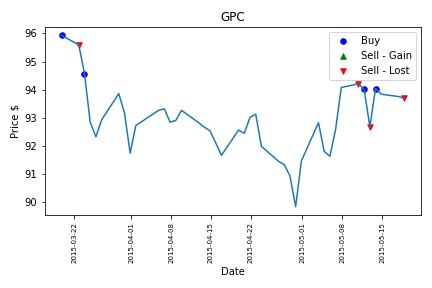 GPC
Buy
Sell - Gain
Sell - Lost
Price $
96
95
94
93
92
91
90
2015-03-22
2015-04-01
2015-04-08
2015-04-15
2015-04-22
2015-05-01
2015-05-08
2015-05-15
Date